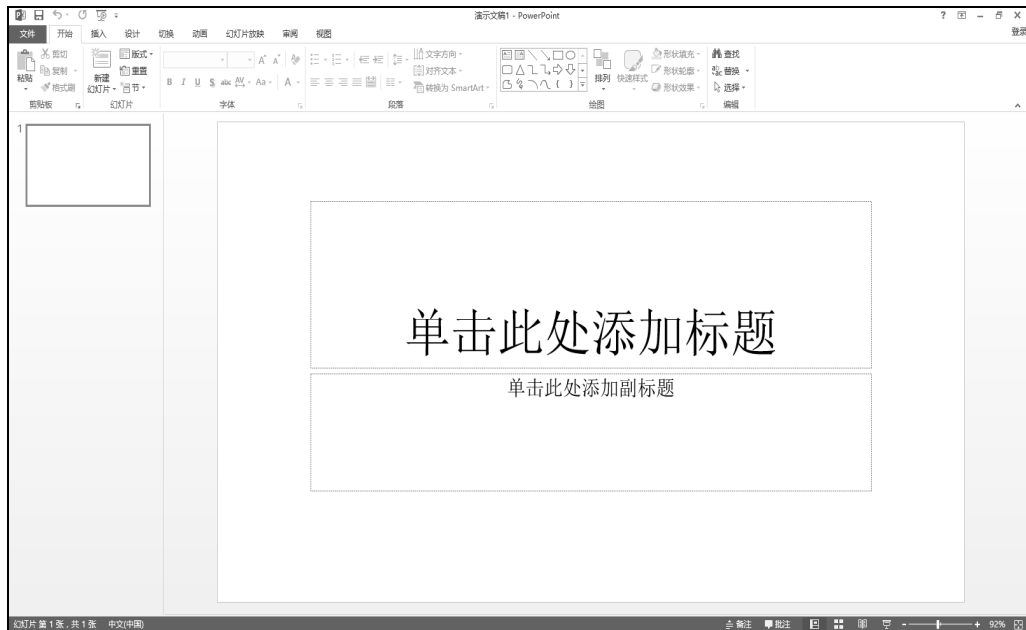 演示文稿1 - PowerPoint
?
登录
文件 开始 插入 设计 切换 动画 幻灯片放映 审阅 视图
粘贴
剪切
复制
格式刷
剪贴板
新建
幻灯片
版式
重置
节
幻灯片
B I U S abc AV Aa A
字体
文字方向
对齐文本
转换为 SmartArt
段落
排列
快速样式
形状填充
形状轮廓
形状效果
绘图
查找
替换
选择
编辑
1
单击此处添加标题
单击此处添加副标题
幻灯片 第 1 张，共 1 张 中文(中国)
备注 批注 92%